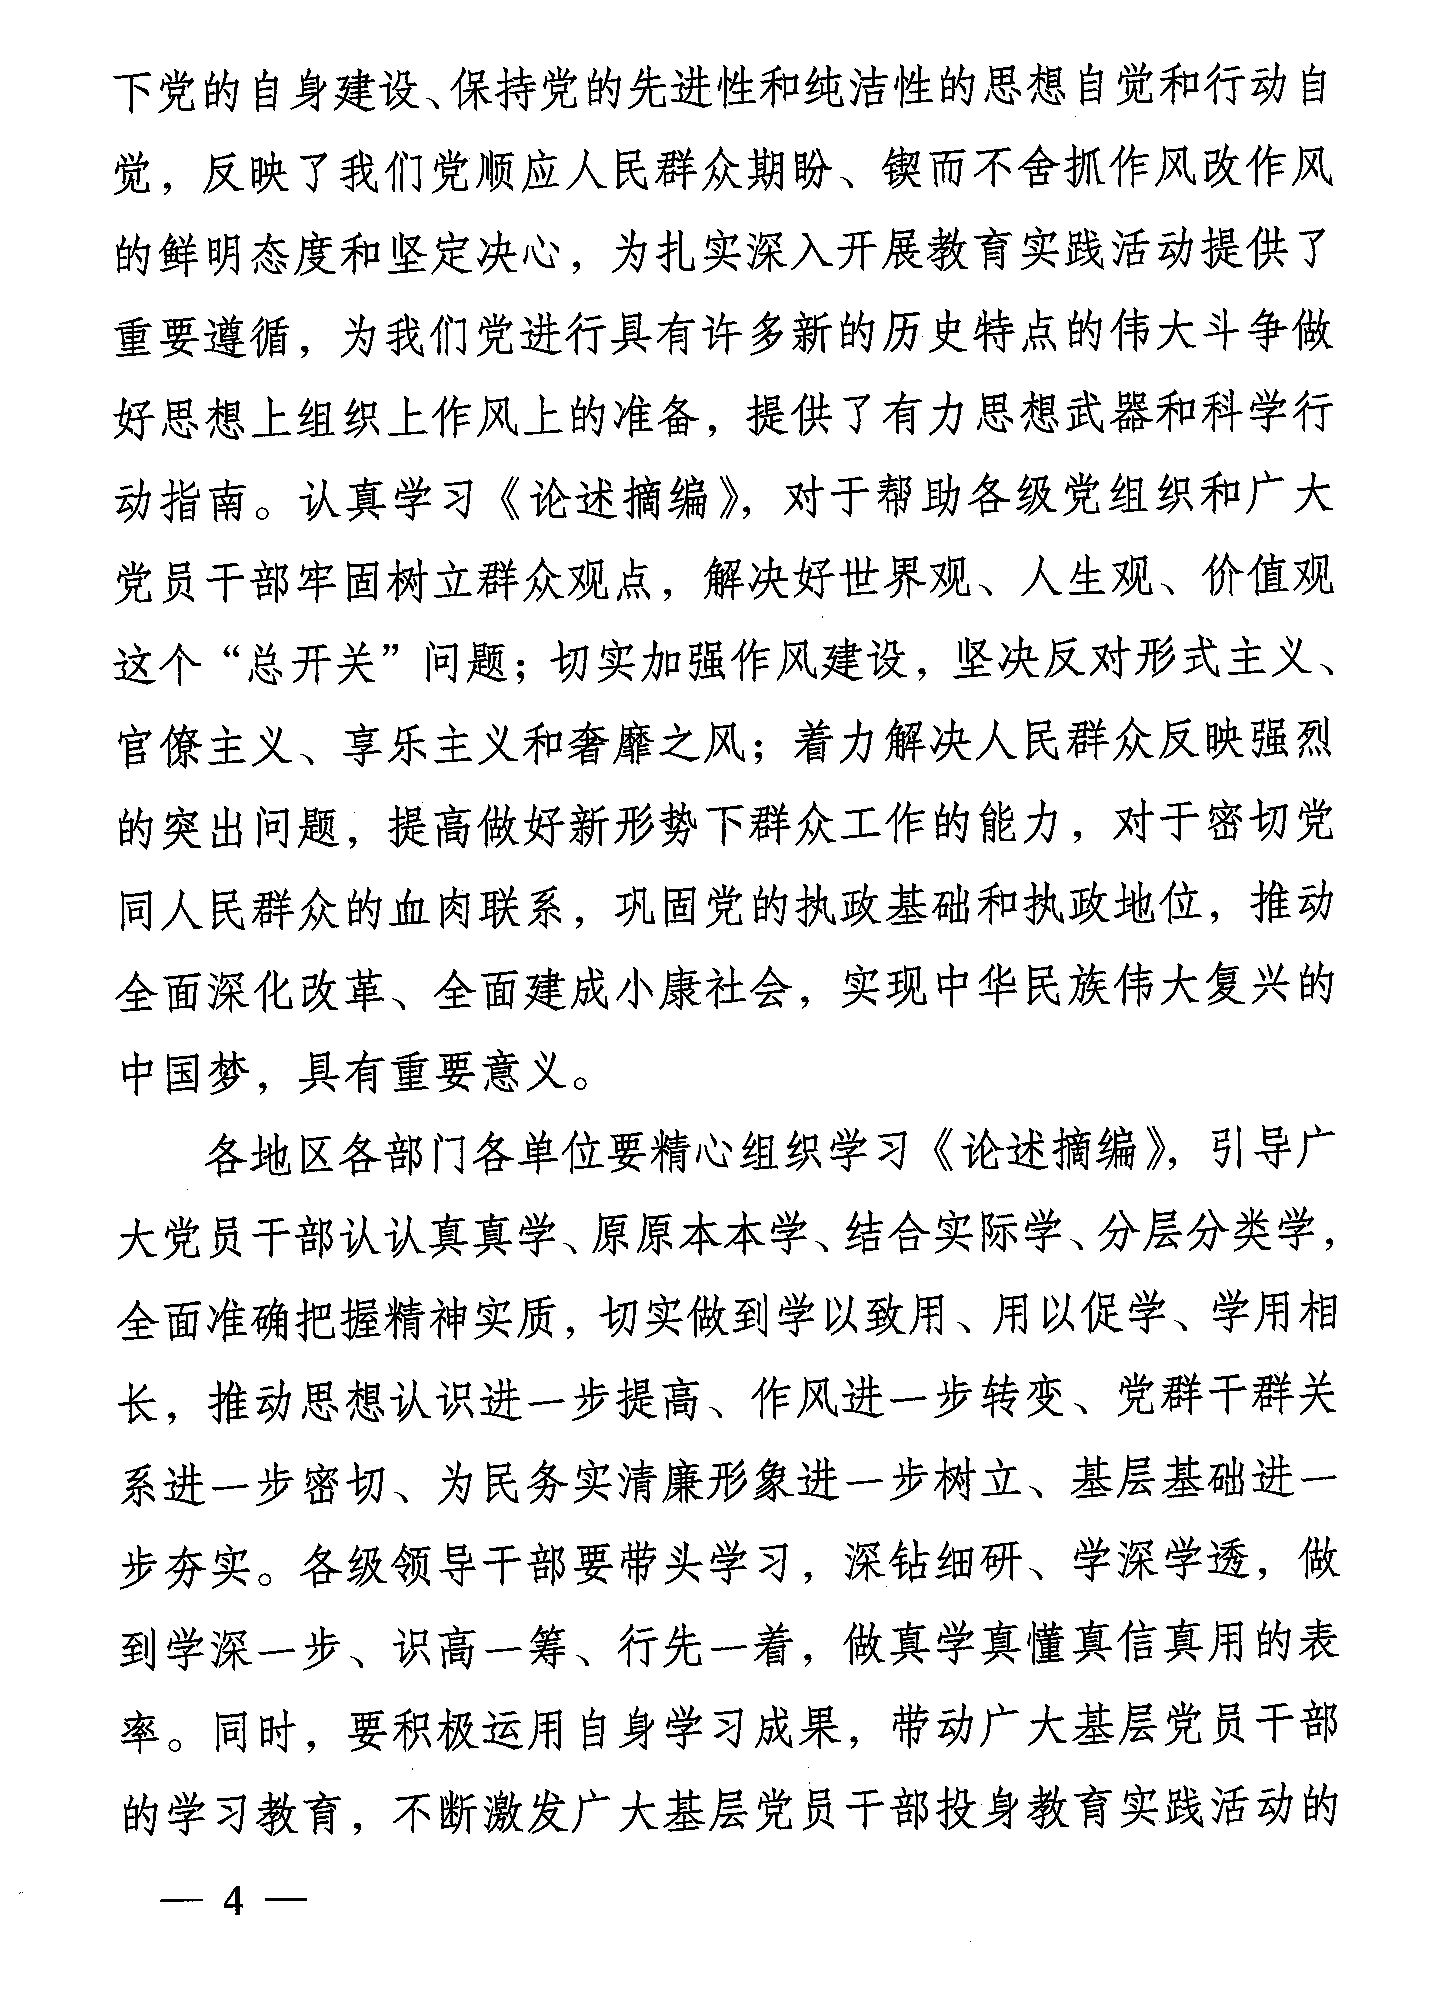 下党的自身建设、保持党的先进性和纯洁性的思想自觉和行动自
觉，反映了我们党顺应人民群众期盼、锲而不舍抓作风改作风
的鲜明态度和坚定决心，为扎实深入开展教育实践活动提供了
重要遵循，为我们党进行具有许多新的历史特点的伟大斗争做
好思想上组织上作风上的准备，提供了有力思想武器和科学行
动指南。认真学习《论述摘编》，对于帮助各级党组织和广大
党员干部牢固树立群众观点，解决好世界观、人生观、价值观
这个“总开关”问题；切实加强作风建设，坚决反对形式主义、
官僚主义、享乐主义和奢靡之风；着力解决人民群众反映强烈
的突出问题，提高做好新形势下群众工作的能力，对于密切党
同人民群众的血肉联系，巩固党的执政基础和执政地位，推动
全面深化改革、全面建成小康社会，实现中华民族伟大复兴的
中国梦，具有重要意义。
各地区各部门各单位要精心组织学习《论述摘编》，引导广
大党员干部认认真真学、原原本本学、结合实际学、分层分类学，
全面准确把握精神实质，切实做到学以致用、用以促学、学用相
长，推动思想认识进一步提高、作风进一步转变、党群干群关
系进一步密切、为民务实清廉形象进一步树立、基层基础进一
步夯实。各级领导干部要带头学习，深钻细研、学深学透，做
到学深一步、识高一筹、行先一着，做真学真懂真信真用的表
率。同时，要积极运用自身学习成果，带动广大基层党员干部
的学习教育，不断激发广大基层党员干部投身教育实践活动的
— 4 —